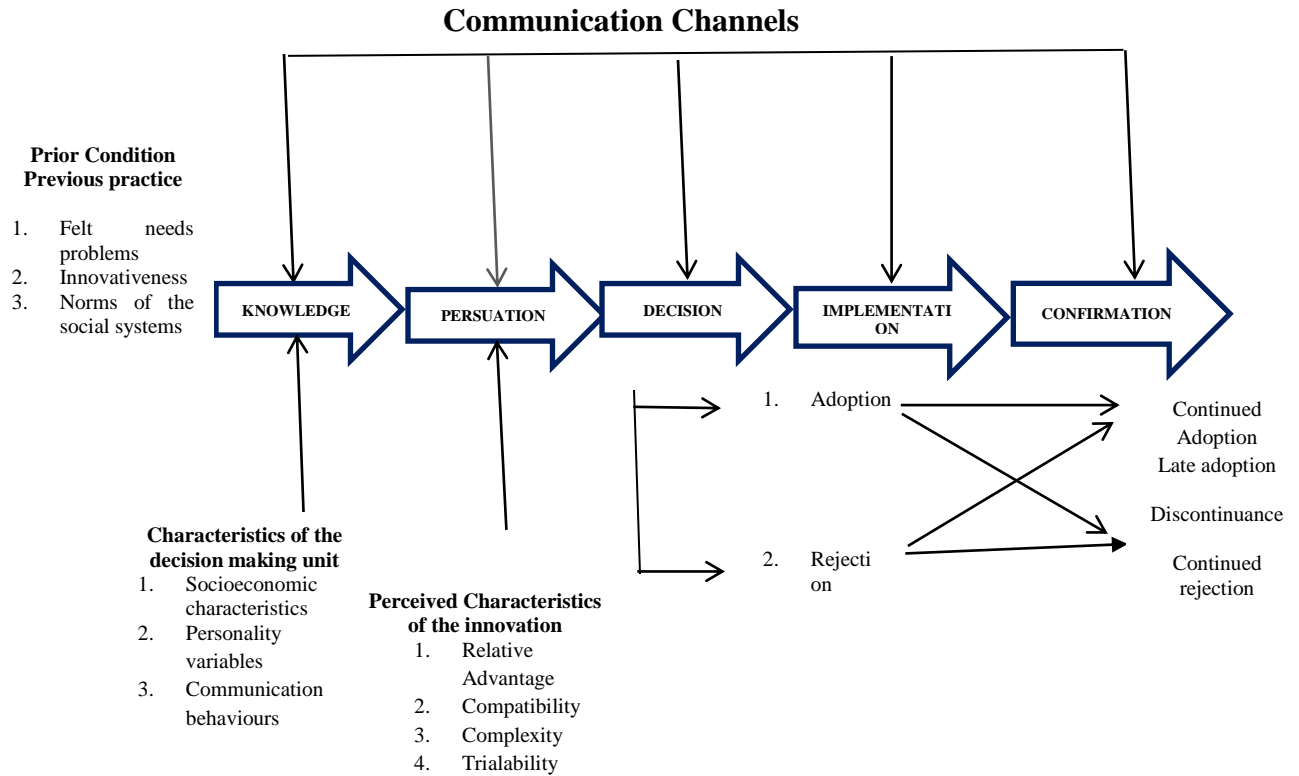 Communication Channels
Prior Condition
Previous practice
1. Felt needs
problems
2. Innovativeness
3. Norms of the
social systems
KNOWLEDGE
PERSUATION
DECISION
IMPLEMENTATI
ON
CONFIRMATION
1. Adoption
2. Rejecti
on
Continued
Adoption
Late adoption
Discontinuance
Continued
rejection
Characteristics of the
decision making unit
1. Socioeconomic
characteristics
2. Personality
variables
3. Communication
behaviours
Perceived Characteristics
of the innovation
1. Relative
Advantage
2. Compatibility
3. Complexity
4. Trialability